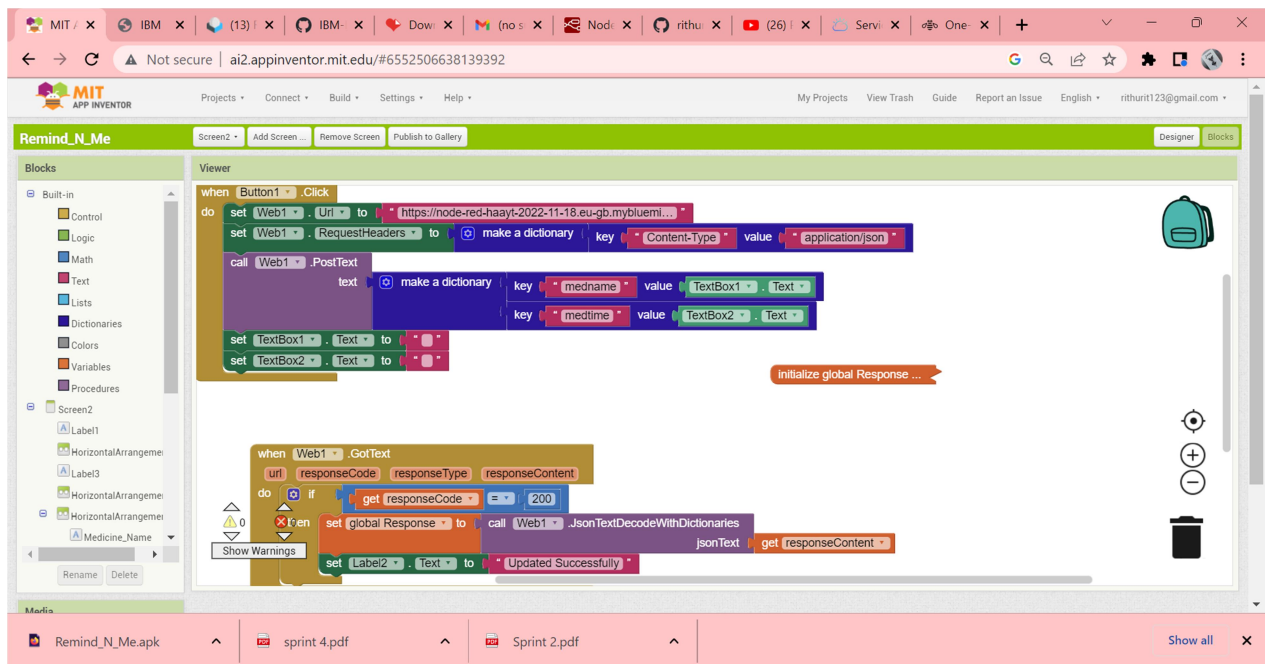 MIT A
IBM
(13) F
IBM-
Dow
(no s
Node
rithu
(26) F
Servi
One-
Not secure | ai2.appinventor.mit.edu/#6552506638139392
MIT
APP INVENTOR
Projects
Connect
Build
Settings
Help
My Projects
View Trash
Guide
Report an Issue
English
rithurit123@gmail.com
Remind_N_Me
Screen2
Add Screen ...
Remove Screen
Publish to Gallery
Designer
Blocks
Blocks
Viewer
Built-in
Control
Logic
Math
Text
Lists
Dictionaries
Colors
Variables
Procedures
Screen2
Label1
HorizontalArrangemer
Label3
HorizontalArrangemer
HorizontalArrangemer
Medicine_Name
Rename
Delete
Media
when Button1 .Click
do set Web1 . Url to " https://node-red-haayt-2022-11-18.eu-gb.mybluemi... "
set Web1 . RequestHeaders to make a dictionary key " Content-Type " value " application/json "
call Web1 .PostText
text make a dictionary key " medname " value TextBox1 . Text
key " medtime " value TextBox2 . Text
set TextBox1 . Text to " "
set TextBox2 . Text to " "
initialize global Response ...
when Web1 .GotText
url responseCode responseType responseContent
do if get responseCode = 200
then set global Response to call Web1 .JsonTextDecodeWithDictionaries
jsonText get responseContent
set Label2 . Text to " Updated Successfully "
0
Show Warnings
Remind_N_Me.apk
sprint 4.pdf
Sprint 2.pdf
Show all